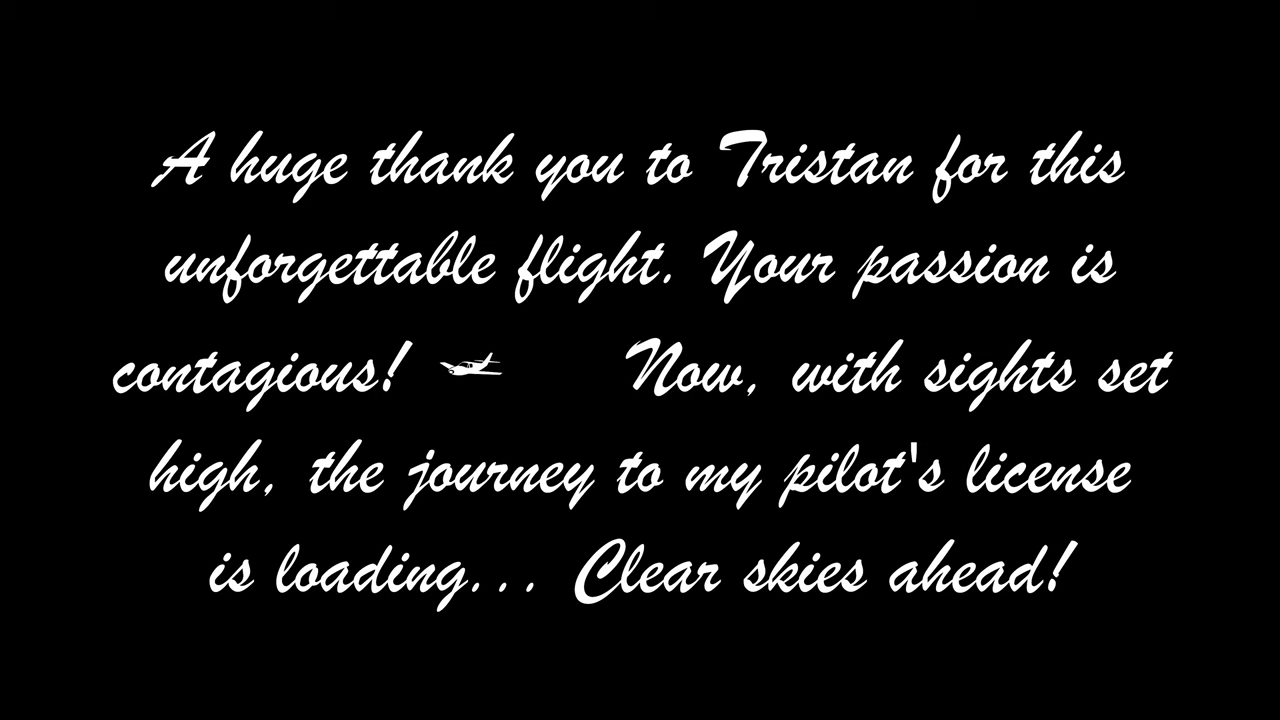 A huge thank you to Tristan for this
unforgettable flight. Your passion is
contagious! 🛩 Now, with sights set
high, the journey to my pilot's license
is loading... Clear skies ahead!